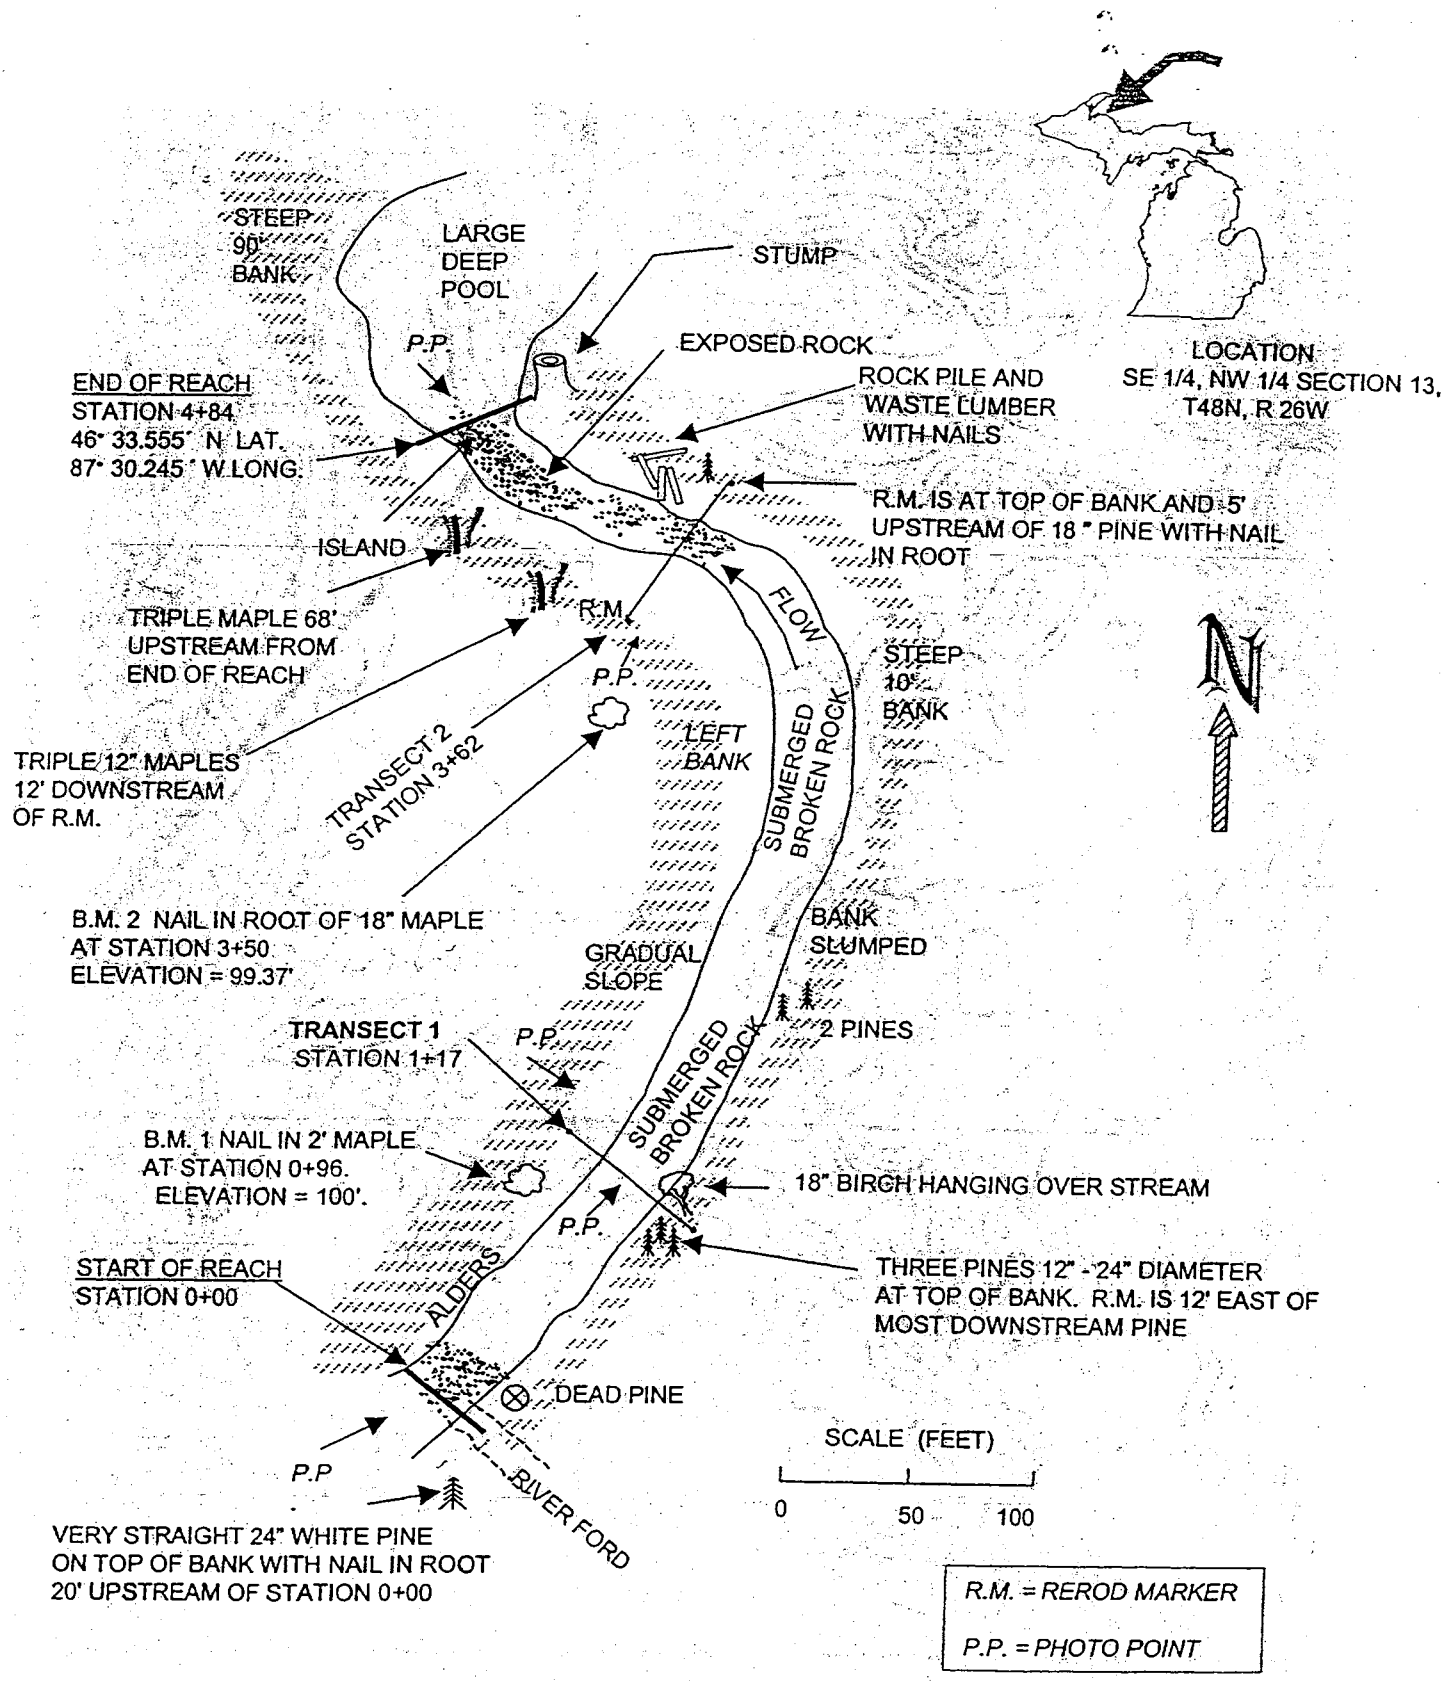 STEEP
90'
BANK
LARGE
DEEP
POOL
STUMP
P.P.
EXPOSED ROCK
LOCATION
SE 1/4, NW 1/4 SECTION 13,
T48N, R 26W
END OF REACH
STATION 4+84
46° 33.555' N LAT.
87° 30.245' W.LONG.
ROCK PILE AND
WASTE LUMBER
WITH NAILS
R.M. IS AT TOP OF BANK AND -5'
UPSTREAM OF 18" PINE WITH NAIL
IN ROOT
ISLAND
TRIPLE MAPLE 68'
UPSTREAM FROM
END OF REACH
R.M.
P.P.
FLOW
STEEP
10'
BANK
N
LEFT
BANK
SUBMERGED
BROKEN ROCK
TRIPLE 12" MAPLES
12' DOWNSTREAM
OF R.M.
TRANSECT 2
STATION 3+62
B.M. 2 NAIL IN ROOT OF 18" MAPLE
AT STATION 3+50
ELEVATION = 99.37'
GRADUAL
SLOPE
BANK
SLUMPED
2 PINES
TRANSECT 1
STATION 1+17
P.P.
SUBMERGED
BROKEN ROCK
B.M. 1 NAIL IN 2' MAPLE
AT STATION 0+96.
ELEVATION = 100'.
18" BIRCH HANGING OVER STREAM
P.P.
START OF REACH
STATION 0+00
ALDERS
THREE PINES 12" - 24" DIAMETER
AT TOP OF BANK. R.M. IS 12' EAST OF
MOST DOWNSTREAM PINE
DEAD PINE
P.P
RIVER FORD
SCALE (FEET)
0 50 100
VERY STRAIGHT 24" WHITE PINE
ON TOP OF BANK WITH NAIL IN ROOT
20' UPSTREAM OF STATION 0+00
R.M. = REROD MARKER
P.P. = PHOTO POINT